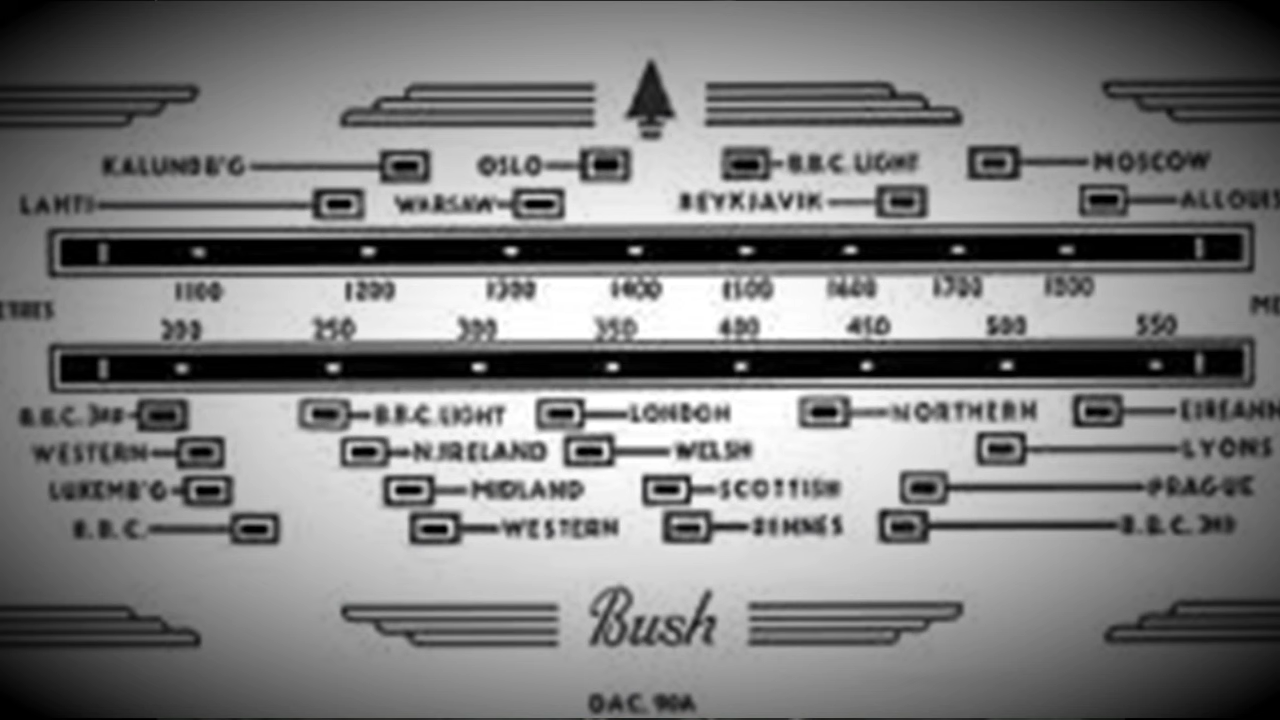 KALUNDB'G OSLO B.B.C. LIGHT MOSCOW
LAHTI WARSAW REYKJAVIK ALLOUIS
1100 1200 1300 1400 1500 1600 1700 1800
200 250 300 350 400 450 500 550
B.B.C. 3RD B.B.C. LIGHT LONDON NORTHERN EIREANN
WESTERN N.IRELAND WELSH LYONS
LUXEMB'G MIDLAND SCOTTISH PRAGUE
B.B.C. WESTERN RENNES B.B.C. 3RD
Bush
DAC. 90A